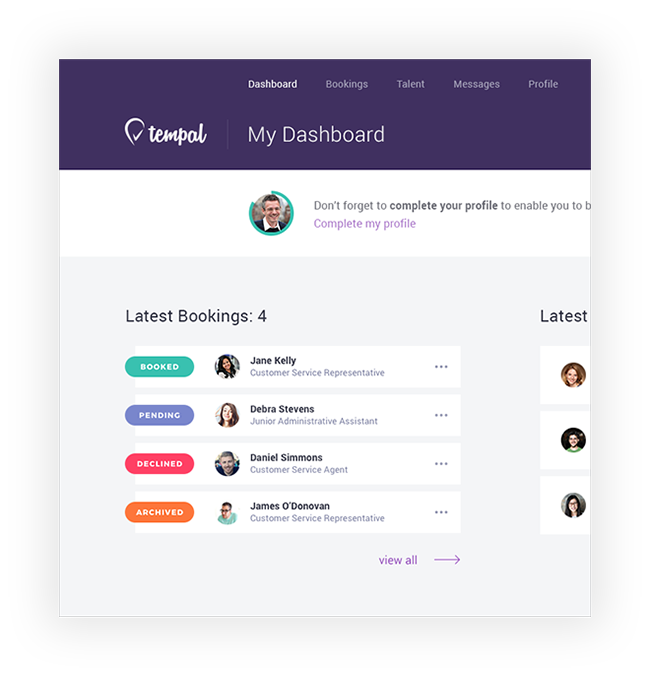 Dashboard Bookings Talent Messages Profile
tempal
My Dashboard
Don't forget to complete your profile to enable you to b
Complete my profile
Latest Bookings: 4
Latest
BOOKED
Jane Kelly
Customer Service Representative
PENDING
Debra Stevens
Junior Administrative Assistant
DECLINED
Daniel Simmons
Customer Service Agent
ARCHIVED
James O'Donovan
Customer Service Representative
view all